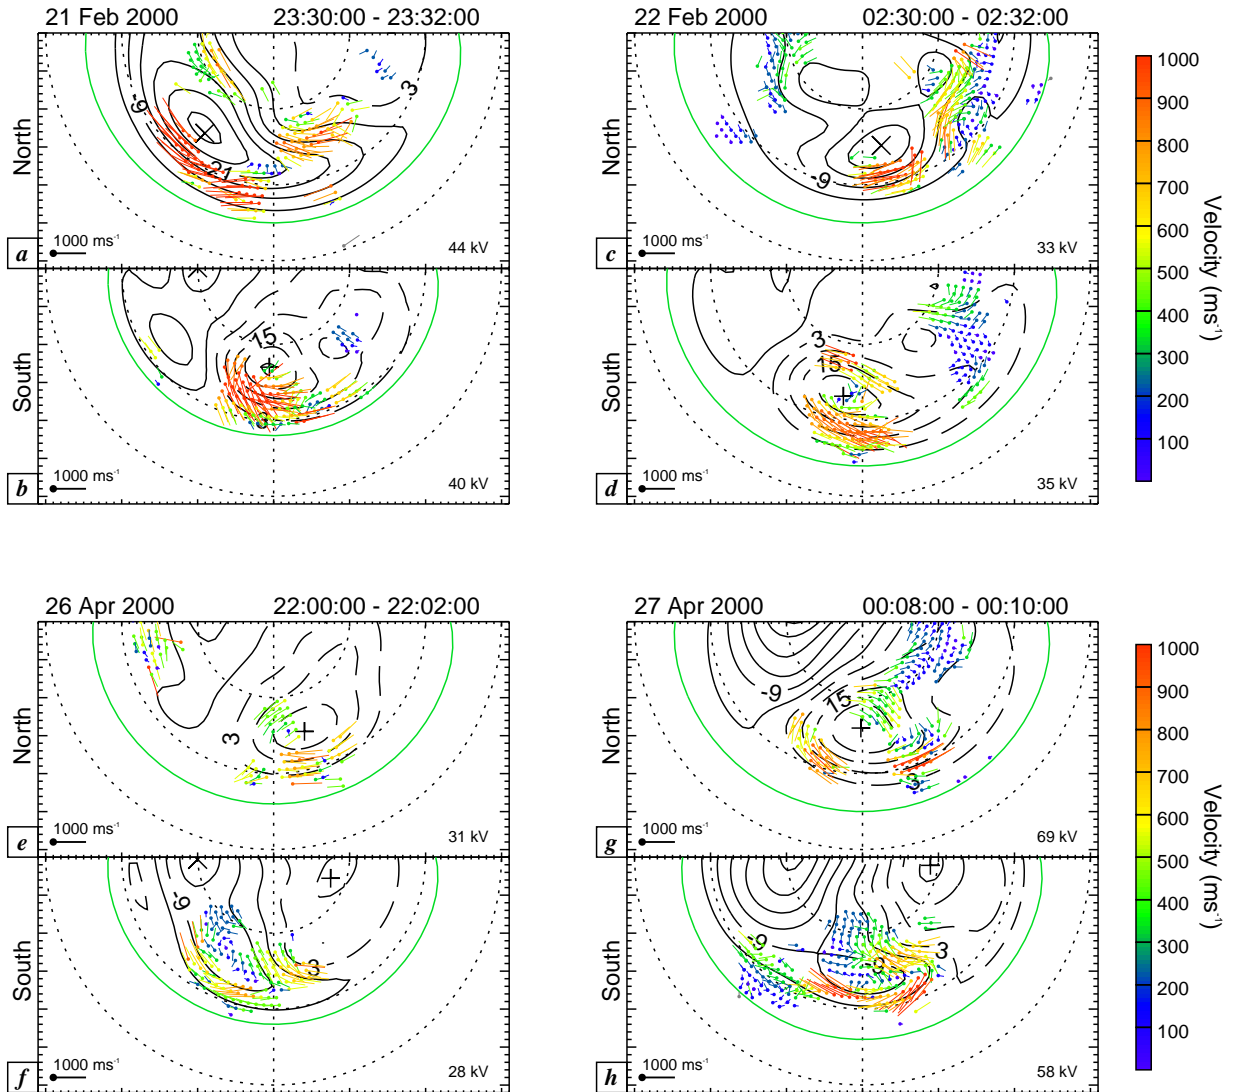 21 Feb 2000 23:30:00 - 23:32:00
North
-9
-21
3
a
1000 ms⁻¹
44 kV
South
15
3
b
1000 ms⁻¹
40 kV
22 Feb 2000 02:30:00 - 02:32:00
North
-9
c
1000 ms⁻¹
33 kV
South
3
15
d
1000 ms⁻¹
35 kV
1000
900
800
700
600
500
400
300
200
100
Velocity (ms⁻¹)
26 Apr 2000 22:00:00 - 22:02:00
North
3
e
1000 ms⁻¹
31 kV
South
-9
3
f
1000 ms⁻¹
28 kV
27 Apr 2000 00:08:00 - 00:10:00
North
-9
15
3
g
1000 ms⁻¹
69 kV
South
-9
3
-3
h
1000 ms⁻¹
58 kV
1000
900
800
700
600
500
400
300
200
100
Velocity (ms⁻¹)